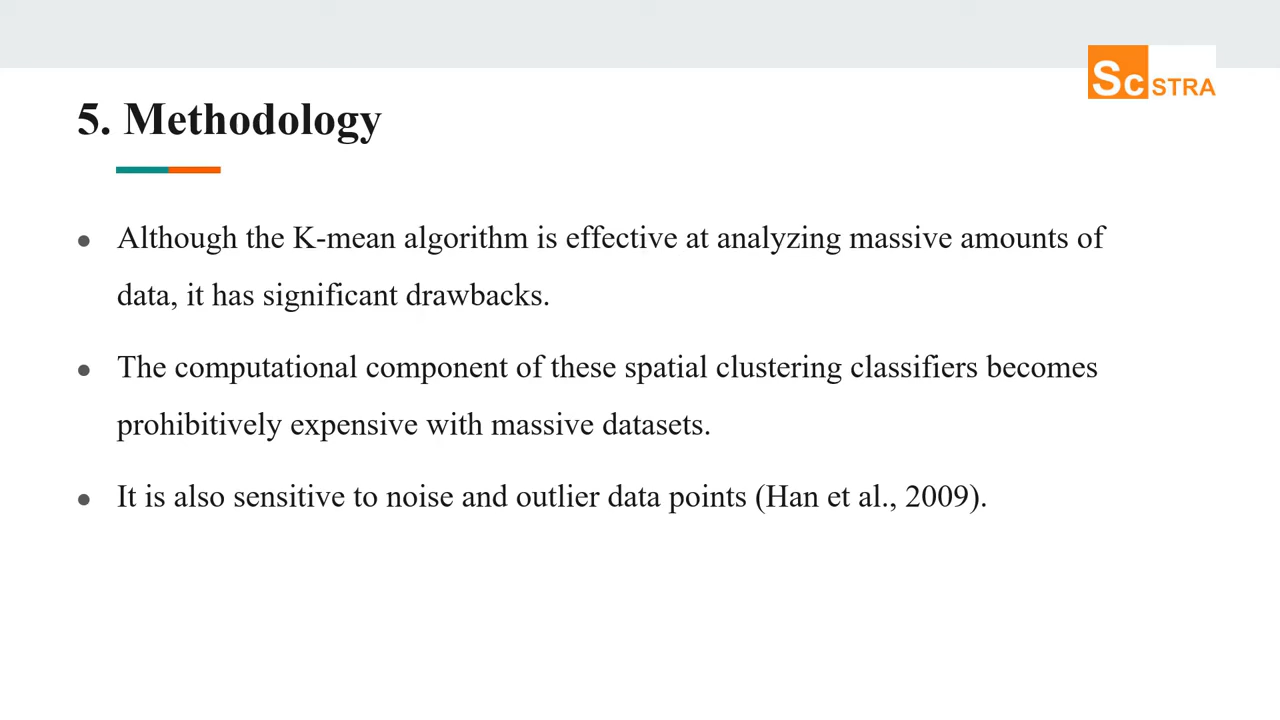 Sc STRA
5. Methodology
● Although the K-mean algorithm is effective at analyzing massive amounts of
data, it has significant drawbacks.
● The computational component of these spatial clustering classifiers becomes
prohibitively expensive with massive datasets.
● It is also sensitive to noise and outlier data points (Han et al., 2009).